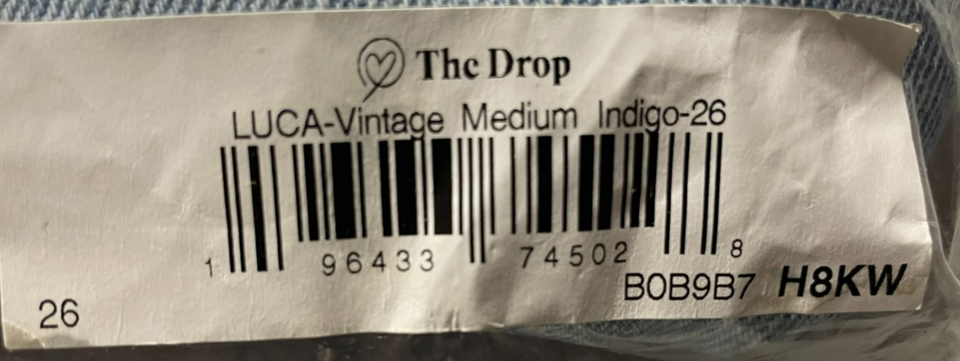 The Drop
LUCA-Vintage Medium Indigo-26
1 96433 74502 8
B0B9B7 H8KW
26